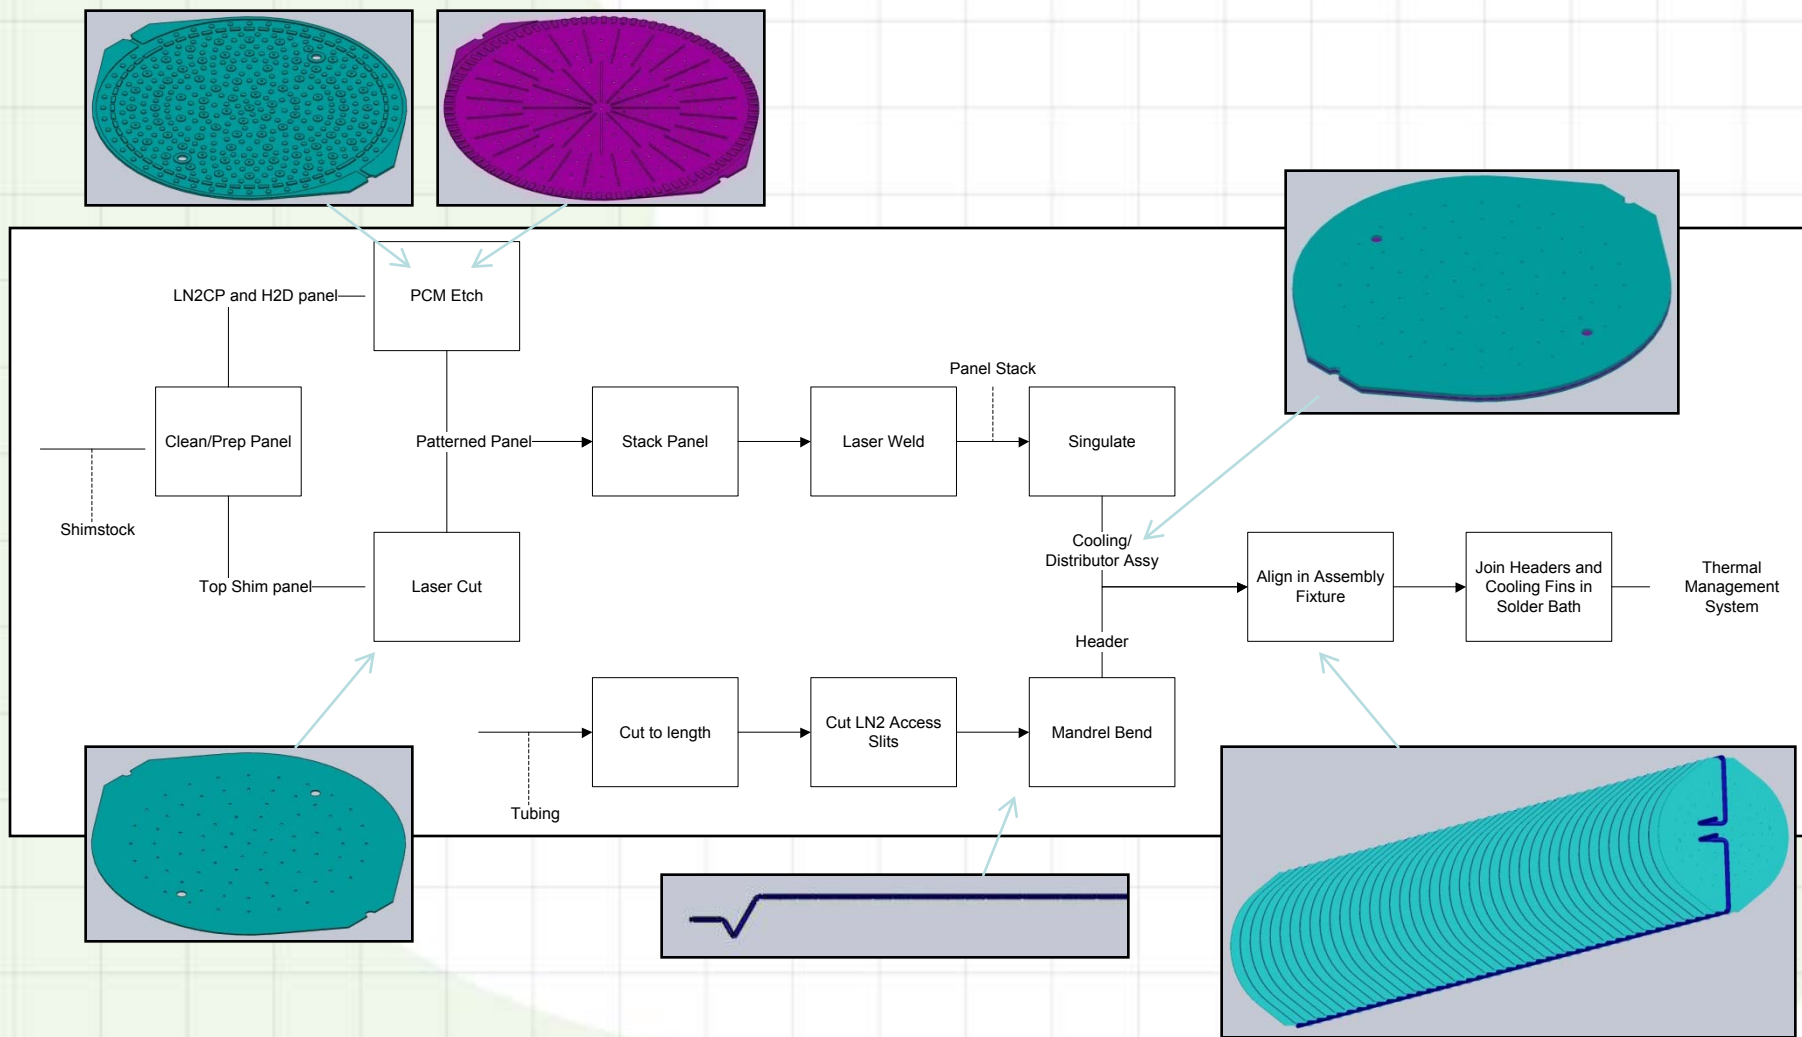 LN2CP and H2D panel
PCM Etch
Panel Stack
Clean/Prep Panel
Patterned Panel
Stack Panel
Laser Weld
Singulate
Shimstock
Cooling/
Distributor Assy
Top Shim panel
Laser Cut
Align in Assembly
Fixture
Join Headers and
Cooling Fins in
Solder Bath
Thermal
Management
System
Header
Cut to length
Cut LN2 Access
Slits
Mandrel Bend
Tubing